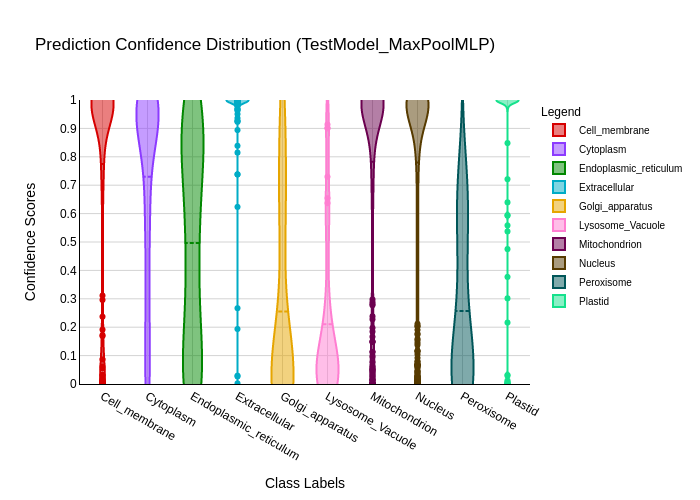 Prediction Confidence Distribution (TestModel_MaxPoolMLP)
Confidence Scores
1
0.9
0.8
0.7
0.6
0.5
0.4
0.3
0.2
0.1
0
Cell_membrane
Cytoplasm
Endoplasmic_reticulum
Extracellular
Golgi_apparatus
Lysosome_Vacuole
Mitochondrion
Nucleus
Peroxisome
Plastid
Class Labels
Legend
Cell_membrane
Cytoplasm
Endoplasmic_reticulum
Extracellular
Golgi_apparatus
Lysosome_Vacuole
Mitochondrion
Nucleus
Peroxisome
Plastid